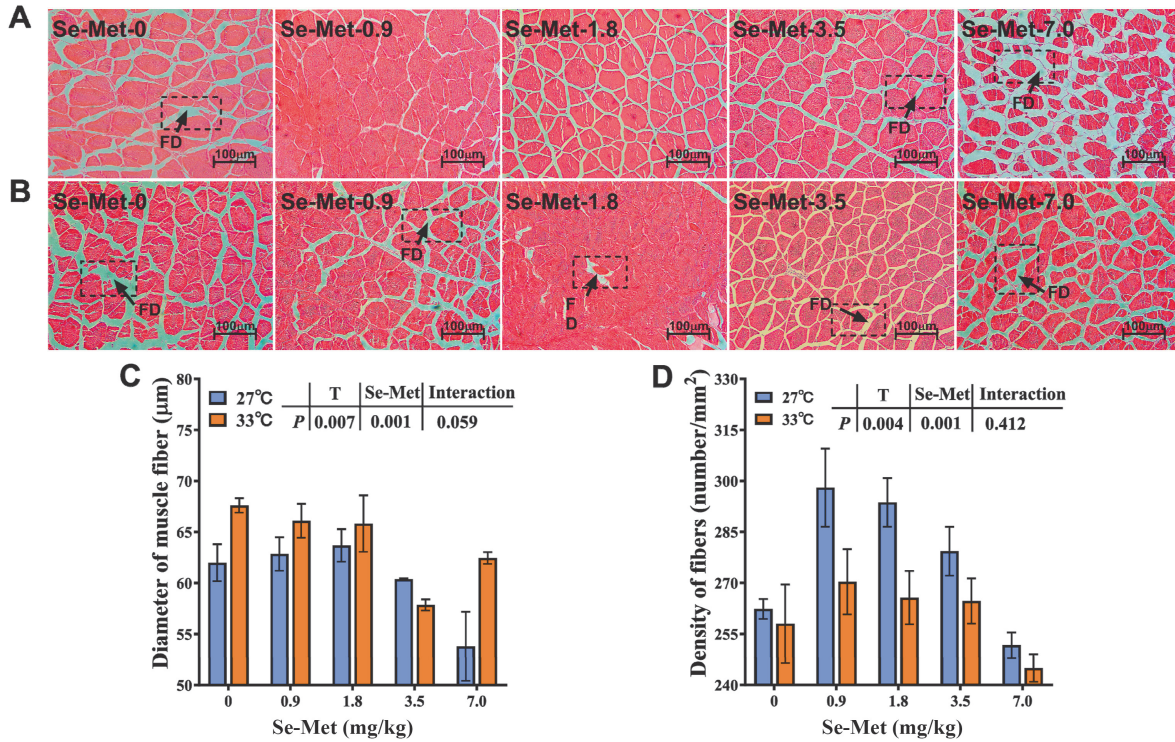 A
Se-Met-0
Se-Met-0.9
Se-Met-1.8
Se-Met-3.5
Se-Met-7.0
FD
FD
FD
100μm
100μm
100μm
100μm
100μm
B
Se-Met-0
Se-Met-0.9
Se-Met-1.8
Se-Met-3.5
Se-Met-7.0
FD
FD
F
D
FD
FD
100μm
100μm
100μm
100μm
100μm
C
27℃
33℃
T Se-Met Interaction
P 0.007 0.001 0.059
Diameter of muscle fiber (μm)
80
75
70
65
60
55
50
0 0.9 1.8 3.5 7.0
Se-Met (mg/kg)
D
27℃
33℃
T Se-Met Interaction
P 0.004 0.001 0.412
Density of fibers (number/mm²)
330
315
300
285
270
255
240
0 0.9 1.8 3.5 7.0
Se-Met (mg/kg)